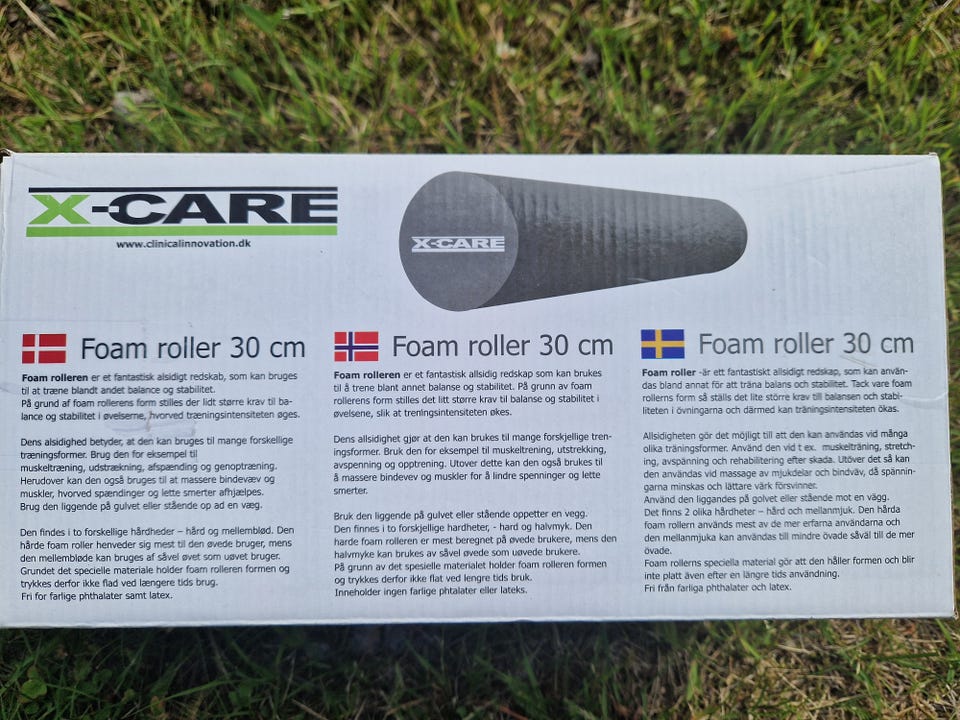 X-CARE
www.clinicalinnovation.dk
X-CARE
Foam roller 30 cm
Foam rolleren er et fantastisk alsidigt redskab, som kan bruges
til at træne blandt andet balance og stabilitet.
På grund af foam rollerens form stilles der lidt større krav til ba-
lance og stabilitet i øvelserne, hvorved træningsintensiteten øges.
Dens alsidighed betyder, at den kan bruges til mange forskellige
træningsformer. Brug den for eksempel til
muskeltræning, udstrækning, afspænding og genoptræning.
Herudover kan den også bruges til at massere bindevæv og
muskler, hvorved spændinger og lette smerter afhjælpes.
Brug den liggende på gulvet eller stående op ad en væg.
Den findes i to forskellige hårdheder – hård og mellemblød. Den
hårde foam roller henveder sig mest til den øvede bruger, mens
den mellembløde kan bruges af såvel øvet som uøvet bruger.
Grundet det specielle materiale holder foam rolleren formen og
trykkes derfor ikke flad ved længere tids brug.
Fri for farlige phthalater samt latex.
Foam roller 30 cm
Foam rolleren er et fantastisk allsidig redskap som kan brukes
til å trene blant annet balanse og stabilitet. På grunn av foam
rollerens form stilles det litt større krav til balanse og stabilitet i
øvelsene, slik at treningsintensiteten økes.
Dens allsidighet gjør at den kan brukes til mange forskjellige tren-
ingsformer. Bruk den for eksempel til muskeltrening, utstrekking,
avspenning og opptrening. Utover dette kan den også brukes til
å massere bindevev og muskler for å lindre spenninger og lette
smerter.
Bruk den liggende på gulvet eller stående oppetter en vegg.
Den finnes i to forskjellige hardheter, - hard og halvmyk. Den
harde foam rolleren er mest beregnet på øvede brukere, mens den
halvmyke kan brukes av såvel øvede som uøvede brukere.
På grunn av det spesielle materialet holder foam rolleren formen
og trykkes derfor ikke flat ved lengre tids bruk.
Inneholder ingen farlige phtalater eller lateks.
Foam roller 30 cm
Foam roller -är ett fantastiskt allsidigt redskap, som kan använ-
das bland annat för att träna balans och stabilitet. Tack vare foam
rollerns form så ställs det lite större krav till balansen och stabi-
liteten i övningarna och därmed kan träningsintensiteten ökas.
Allsidigheten gör det möjligt till att den kan användas vid många
olika träningsformer. Använd den vid t ex. muskelträning, stretch-
ing, avspänning och rehabilitering efter skada. Utöver det så kan
den användas vid massage av mjukdelar och bindväv, då spännin-
garna minskas och lättare värk försvinner.
Använd den liggandes på golvet eller stående mot en vägg.
Det finns 2 olika hårdheter – hård och mellanmjuk. Den hårda
foam rollern används mest av de mer erfarna användarna och
den mellanmjuka kan användas till mindre övade såväl till de mer
övade.
Foam rollerns speciella material gör att den håller formen och blir
inte platt även efter en längre tids användning.
Fri från farliga phthalater och latex.